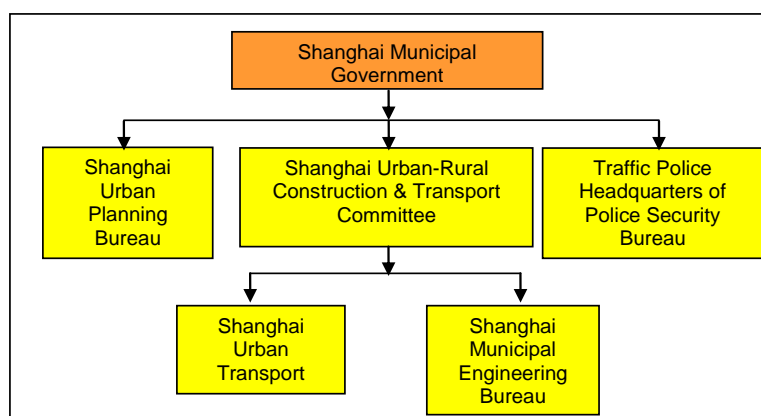 Shanghai Municipal
Government
Shanghai
Urban
Planning
Bureau
Shanghai Urban-Rural
Construction & Transport
Committee
Traffic Police
Headquarters of
Police Security
Bureau
Shanghai
Urban
Transport
Shanghai
Municipal
Engineering
Bureau